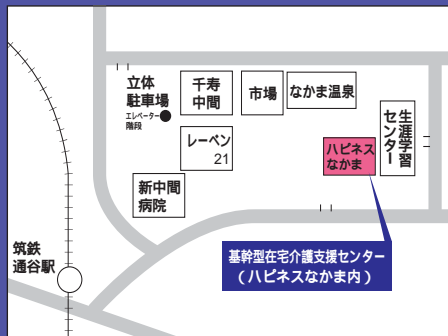 立体
駐車場
エレベーター
階段
千寿
中間
市場
なかま温泉
レーベン
21
ハピネス
なかま
生涯学習
センター
新中間
病院
筑鉄
通谷駅
基幹型在宅介護支援センター
(ハピネスなかま内)